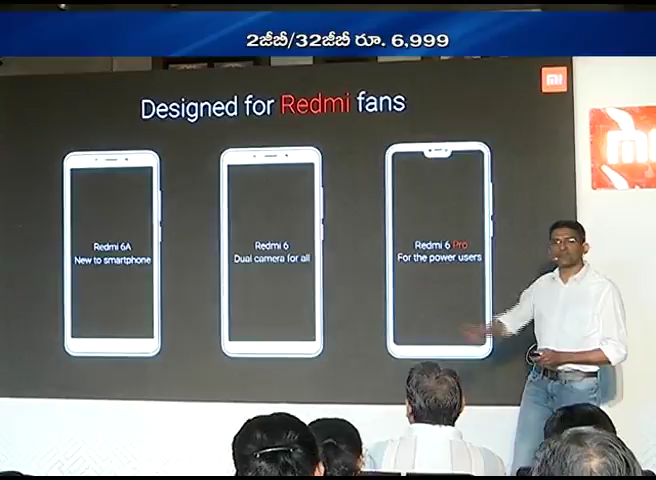 2జీబీ/32జీబీ రూ. 6,999
mi
Designed for Redmi fans
mi
Redmi 6A
New to smartphone
Redmi 6
Dual camera for all
Redmi 6 Pro
For the power users